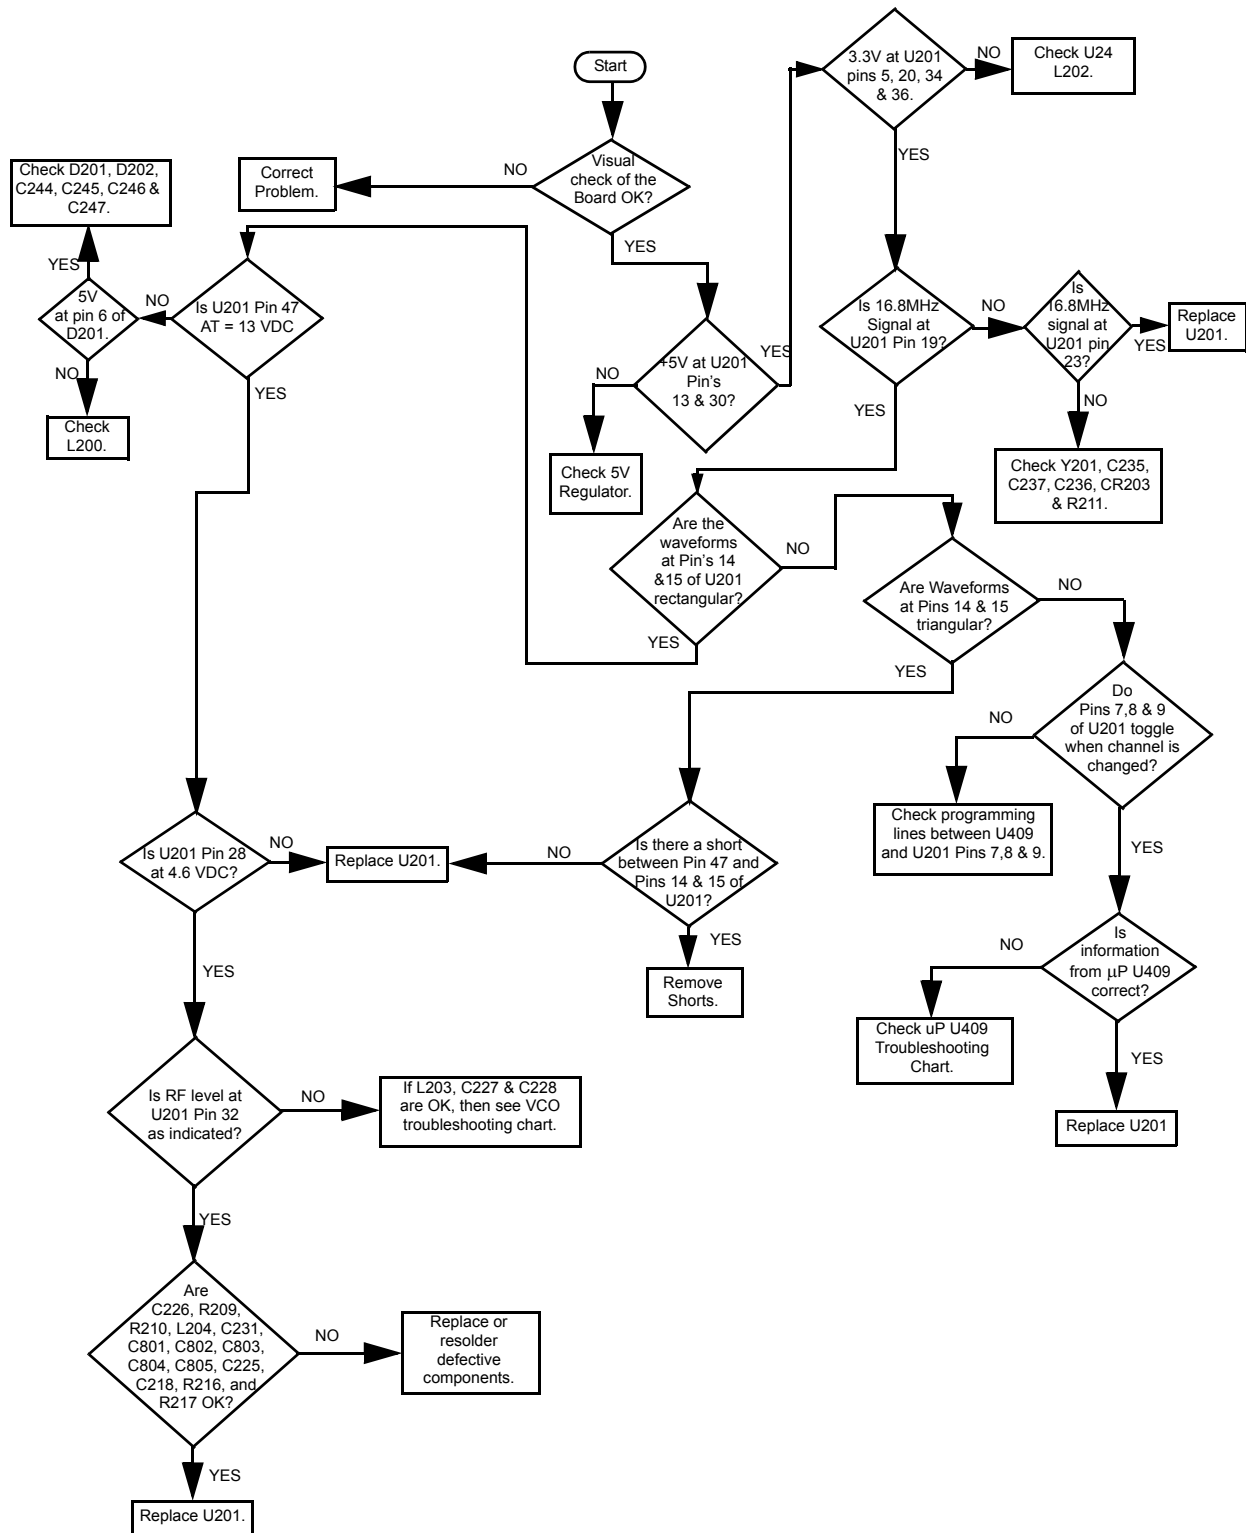 Start
3.3V at U201
pins 5, 20, 34
& 36.
NO
Check U24
L202.
YES
Visual
check of the
Board OK?
NO
Correct
Problem.
YES
Check D201, D202,
C244, C245, C246 &
C247.
YES
5V
at pin 6 of
D201.
NO
Is U201 Pin 47
AT = 13 VDC
NO
Check
L200.
YES
+5V at U201
Pin's
13 & 30?
YES
NO
Check 5V
Regulator.
Is 16.8MHz
Signal at
U201 Pin 19?
NO
Is
16.8MHz
signal at
U201 pin
23?
YES
Replace
U201.
NO
Check Y201, C235,
C237, C236, CR203
& R211.
YES
Are the
waveforms
at Pin's 14
&15 of U201
rectangular?
NO
YES
Are Waveforms
at Pins 14 & 15
triangular?
NO
YES
Do
Pins 7,8 & 9
of U201 toggle
when channel is
changed?
NO
Check programming
lines between U409
and U201 Pins 7,8 & 9.
YES
Is U201 Pin 28
at 4.6 VDC?
NO
Replace U201.
NO
Is there a short
between Pin 47 and
Pins 14 & 15 of
U201?
YES
Remove
Shorts.
YES
Is
information
from μP U409
correct?
NO
Check uP U409
Troubleshooting
Chart.
YES
Replace U201
Is RF level at
U201 Pin 32
as indicated?
NO
If L203, C227 & C228
are OK, then see VCO
troubleshooting chart.
YES
Are
C226, R209,
R210, L204, C231,
C801, C802, C803,
C804, C805, C225,
C218, R216, and
R217 OK?
NO
Replace or
resolder
defective
components.
YES
Replace U201.